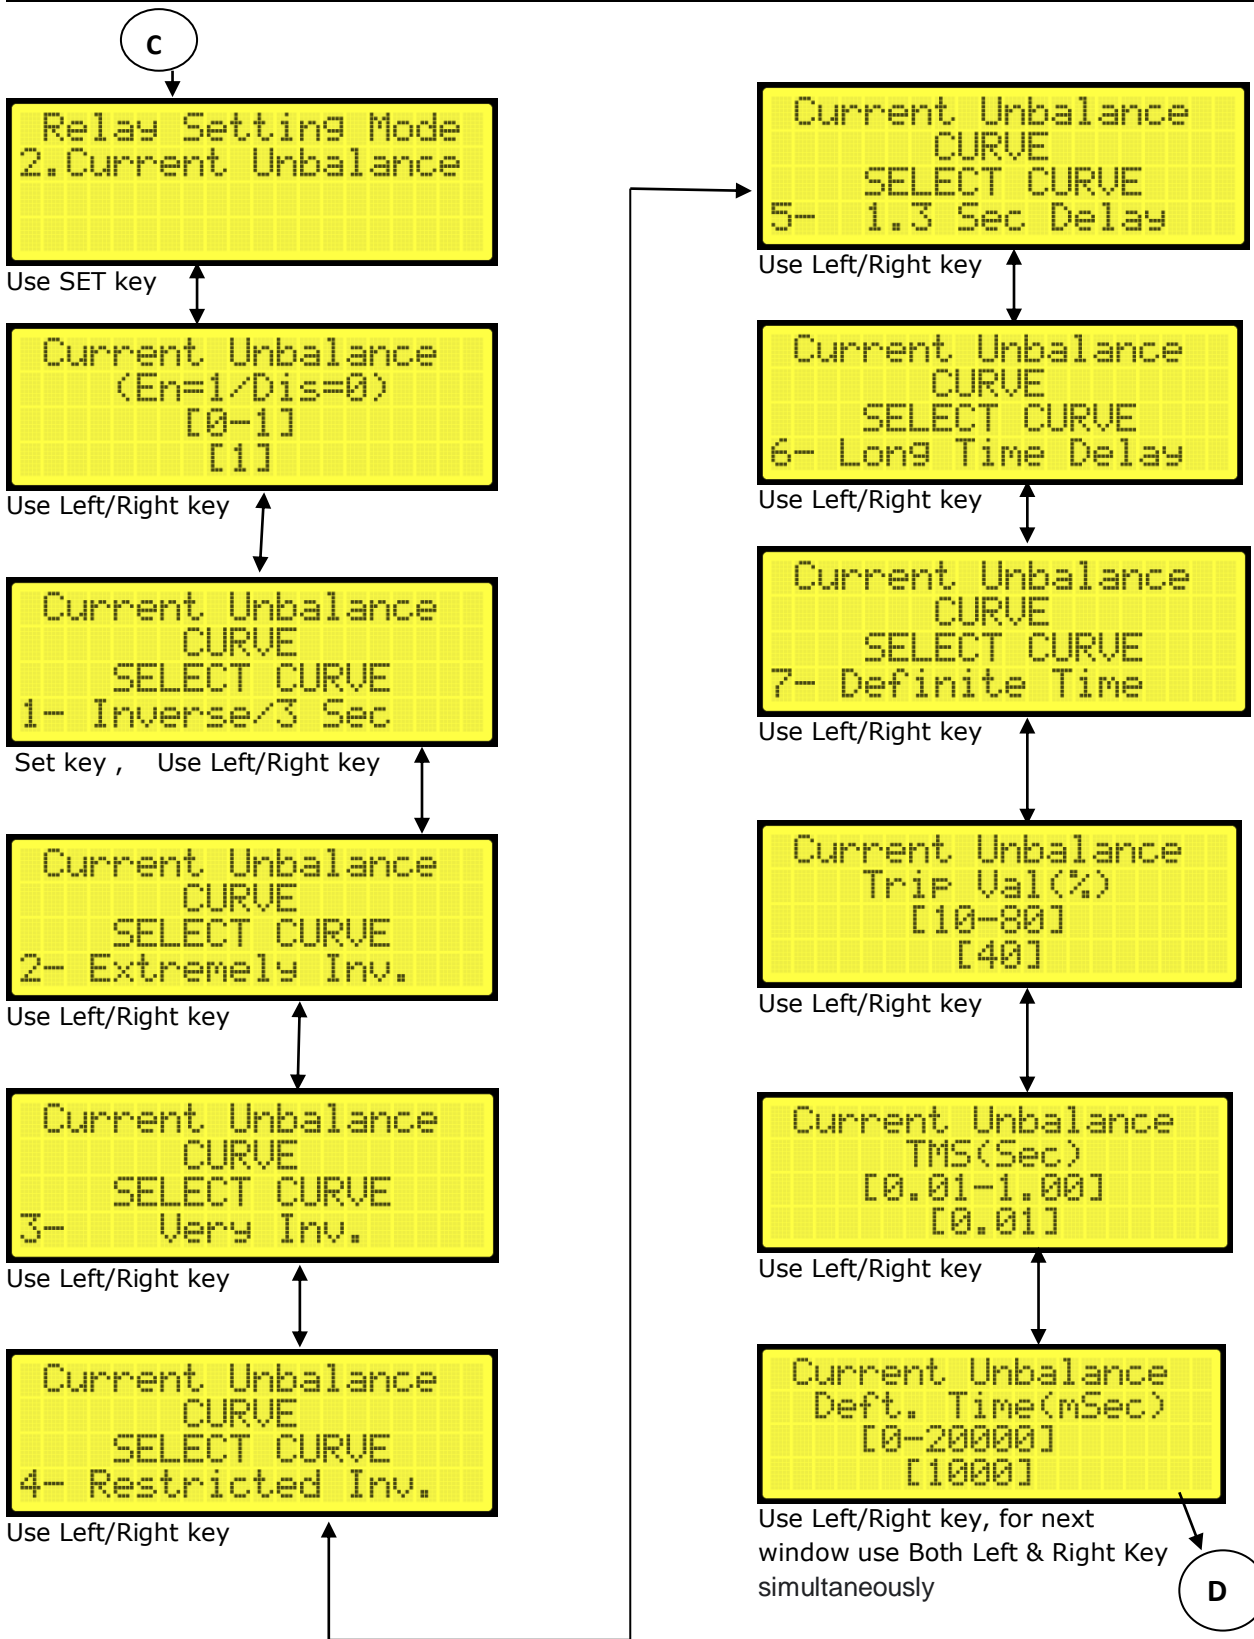 C
Relay Setting Mode
2.Current Unbalance
Use SET key
Current Unbalance
(En=1/Dis=0)
[0-1]
[1]
Use Left/Right key
Current Unbalance
CURVE
SELECT CURVE
1- Inverse/3 Sec
Set key , Use Left/Right key
Current Unbalance
CURVE
SELECT CURVE
2- Extremely Inv.
Use Left/Right key
Current Unbalance
CURVE
SELECT CURVE
3- Very Inv.
Use Left/Right key
Current Unbalance
CURVE
SELECT CURVE
4- Restricted Inv.
Use Left/Right key
Current Unbalance
CURVE
SELECT CURVE
5- 1.3 Sec Delay
Use Left/Right key
Current Unbalance
CURVE
SELECT CURVE
6- Long Time Delay
Use Left/Right key
Current Unbalance
CURVE
SELECT CURVE
7- Definite Time
Use Left/Right key
Current Unbalance
Trip Val(%)
[10-80]
[40]
Use Left/Right key
Current Unbalance
TMS(Sec)
[0.01-1.00]
[0.01]
Use Left/Right key
Current Unbalance
Deft. Time(mSec)
[0-20000]
[1000]
Use Left/Right key, for next
window use Both Left & Right Key
simultaneously
D